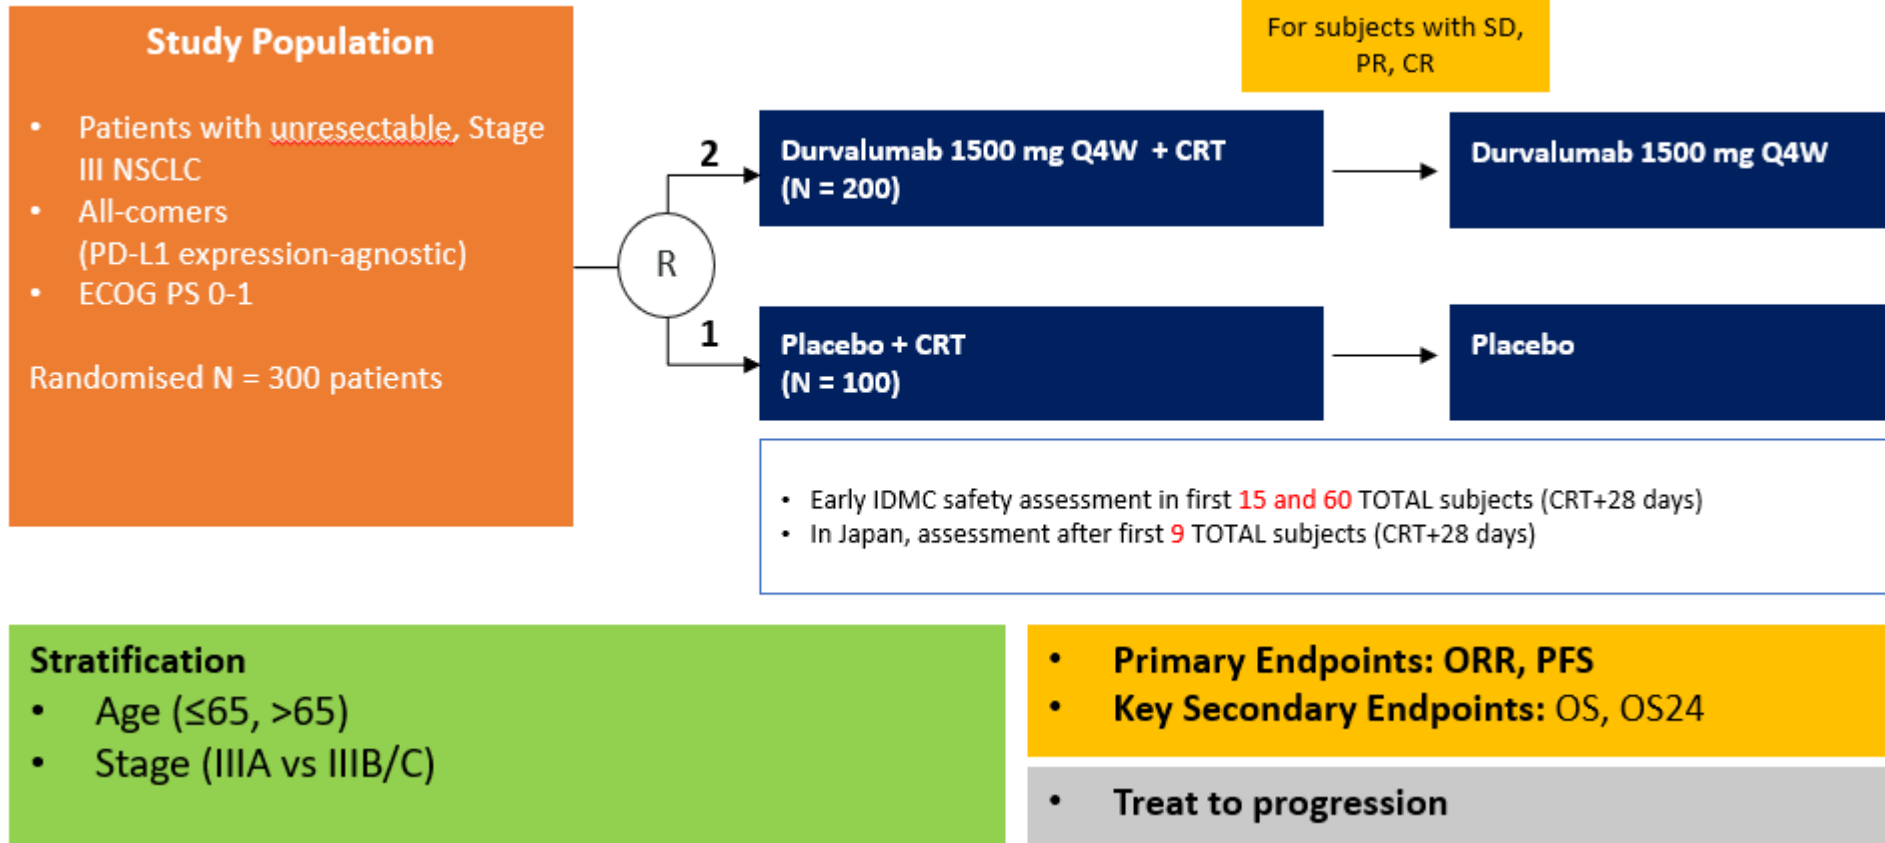 Study Population
• Patients with unresectable, Stage
III NSCLC
• All-comers
(PD-L1 expression-agnostic)
• ECOG PS 0-1
Randomised N = 300 patients
R
2
1
For subjects with SD,
PR, CR
Durvalumab 1500 mg Q4W + CRT
(N = 200)
Durvalumab 1500 mg Q4W
Placebo + CRT
(N = 100)
Placebo
• Early IDMC safety assessment in first 15 and 60 TOTAL subjects (CRT+28 days)
• In Japan, assessment after first 9 TOTAL subjects (CRT+28 days)
Stratification
• Age (≤65, >65)
• Stage (IIIA vs IIIB/C)
• Primary Endpoints: ORR, PFS
• Key Secondary Endpoints: OS, OS24
• Treat to progression